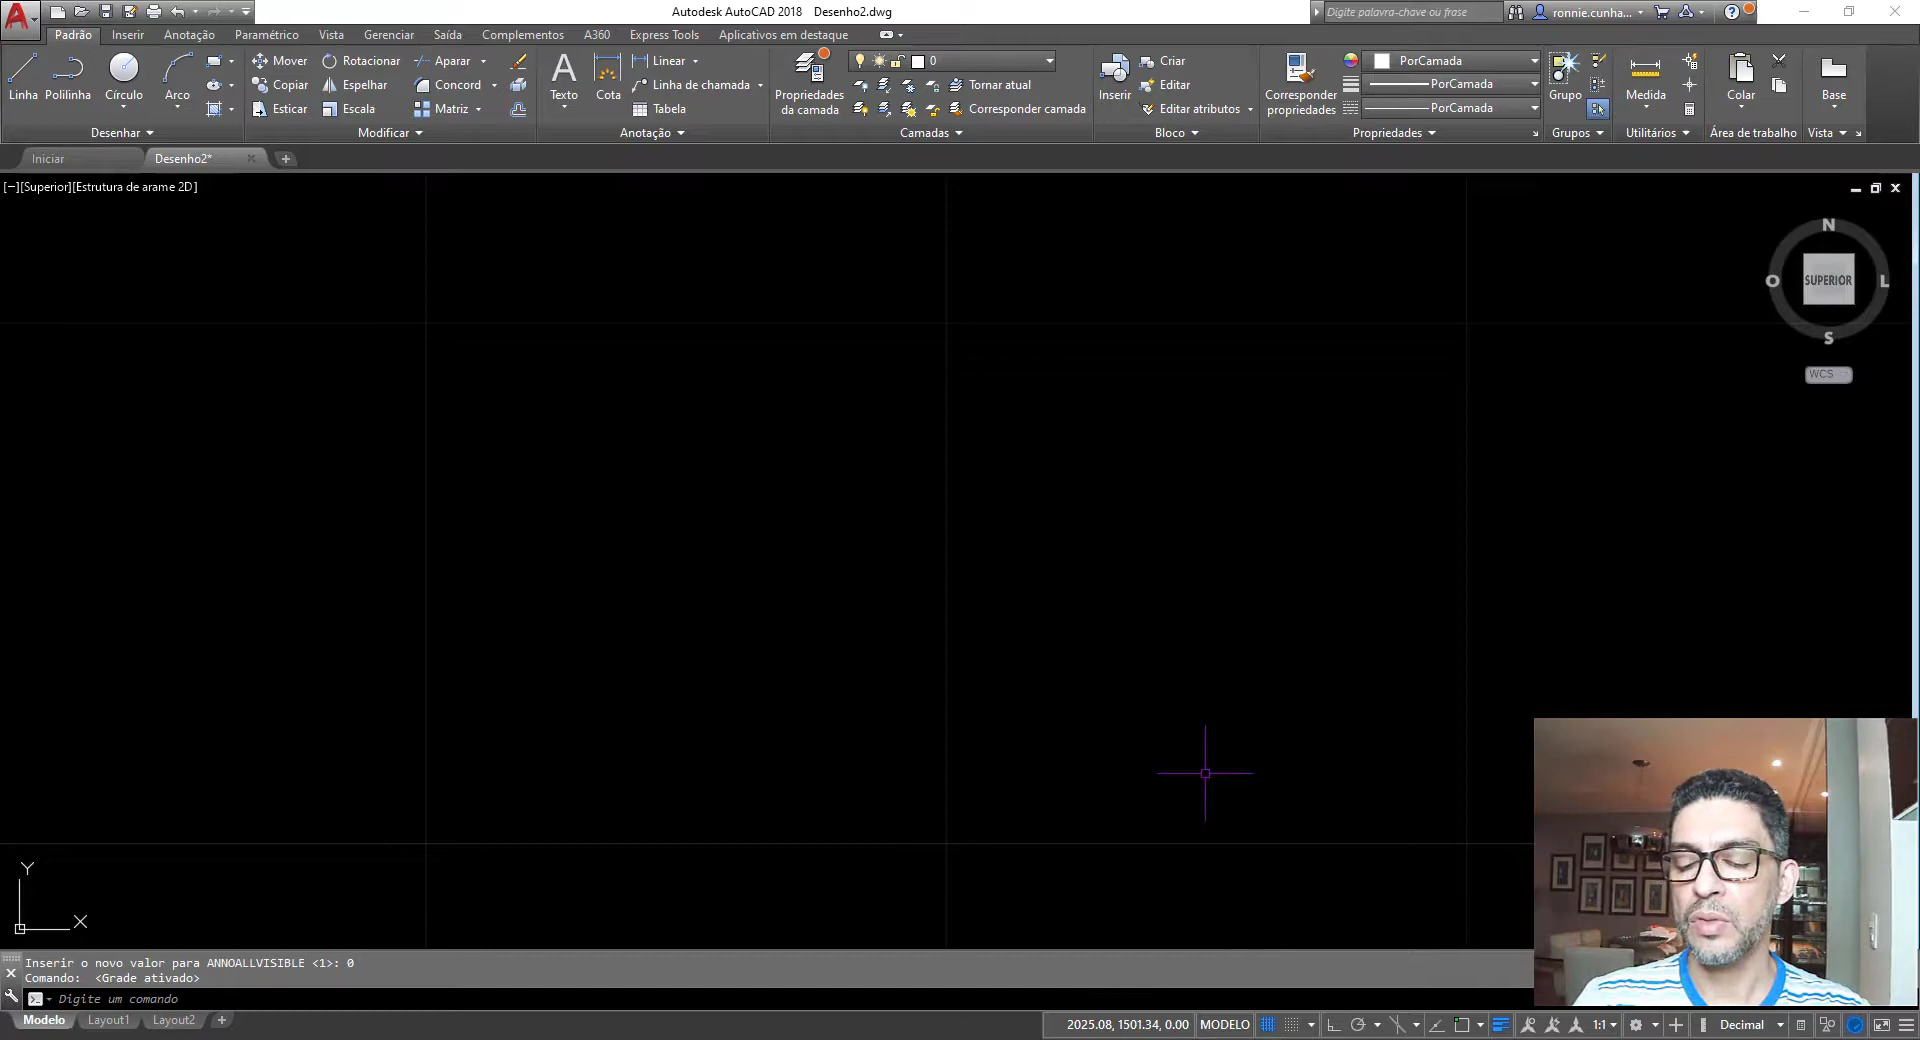 Autodesk AutoCAD 2018 Desenho2.dwg
Digite palavra-chave ou frase
ronnie.cunha...
Padrão Inserir Anotação Paramétrico Vista Gerenciar Saída Complementos A360 Express Tools Aplicativos em destaque
Linha Polilinha Círculo Arco
Mover Rotacionar Aparar
Copiar Espelhar Concord
Esticar Escala Matriz
Texto Cota
Linear
Linha de chamada
Tabela
Propriedades da camada
0
Tornar atual
Corresponder camada
Inserir
Criar
Editar
Editar atributos
Corresponder propriedades
PorCamada
PorCamada
PorCamada
Grupo
Medida
Colar
Base
Desenhar Modificar Anotação Camadas Bloco Propriedades Grupos Utilitários Área de trabalho Vista
Iniciar Desenho2*
[−][Superior][Estrutura de arame 2D]
N
O SUPERIOR L
S
WCS
Y
X
Inserir o novo valor para ANNOALLVISIBLE <1>: 0
Comando: <Grade ativado>
Digite um comando
Modelo Layout1 Layout2
2025.08, 1501.34, 0.00 MODELO 1:1 Decimal